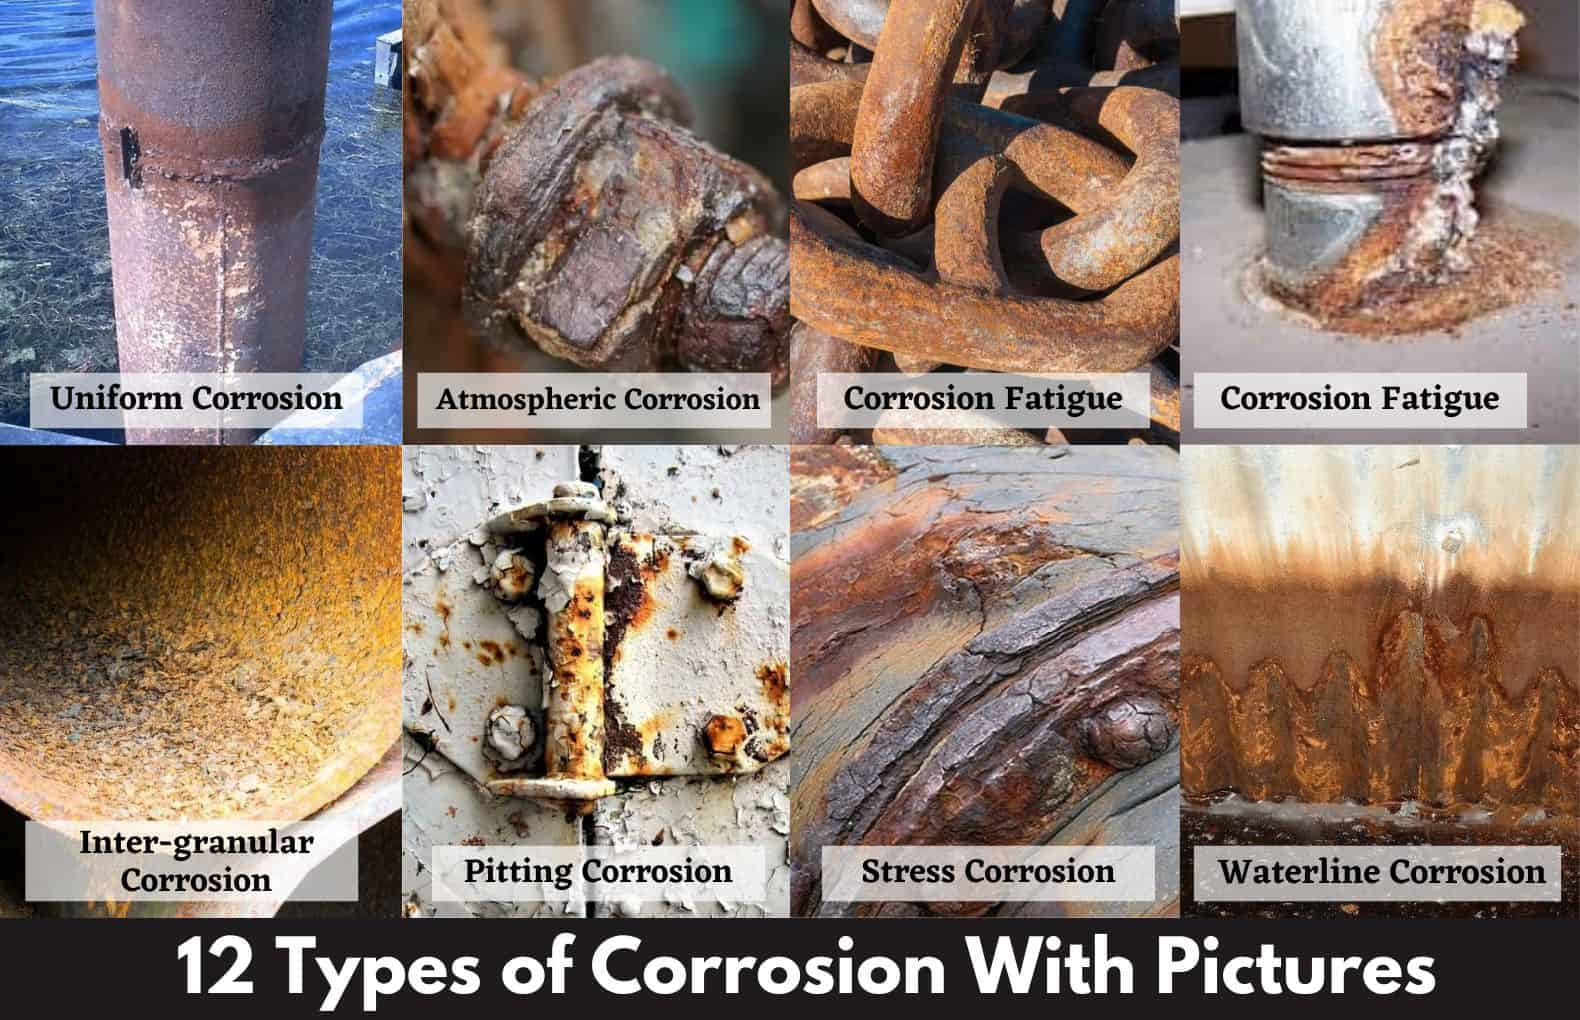 Uniform Corrosion
Atmospheric Corrosion
Corrosion Fatigue
Corrosion Fatigue
Inter-granular
Corrosion
Pitting Corrosion
Stress Corrosion
Waterline Corrosion
12 Types of Corrosion With Pictures